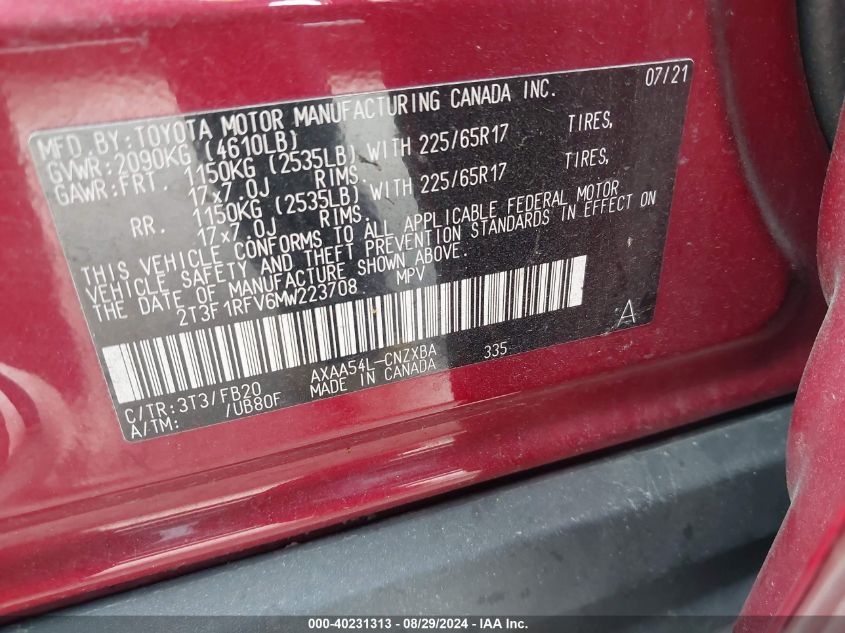 MFD. BY: TOYOTA MOTOR MANUFACTURING CANADA INC. 07/21
GVWR: 2090KG (4610LB)
GAWR: FRT. 1150KG (2535LB) WITH 225/65R17 TIRES,
17x7.0J RIMS.
RR. 1150KG (2535LB) WITH 225/65R17 TIRES,
17x7.0J RIMS.
THIS VEHICLE CONFORMS TO ALL APPLICABLE FEDERAL MOTOR
VEHICLE SAFETY AND THEFT PREVENTION STANDARDS IN EFFECT ON
THE DATE OF MANUFACTURE SHOWN ABOVE.
2T3F1RFV6MW223708 MPV
A
C/TR: 3T3/FB20 AXAA54L-CNZXBA 335
A/TM: /UB80F MADE IN CANADA
000-40231313 - 08/29/2024 - IAAI.COM